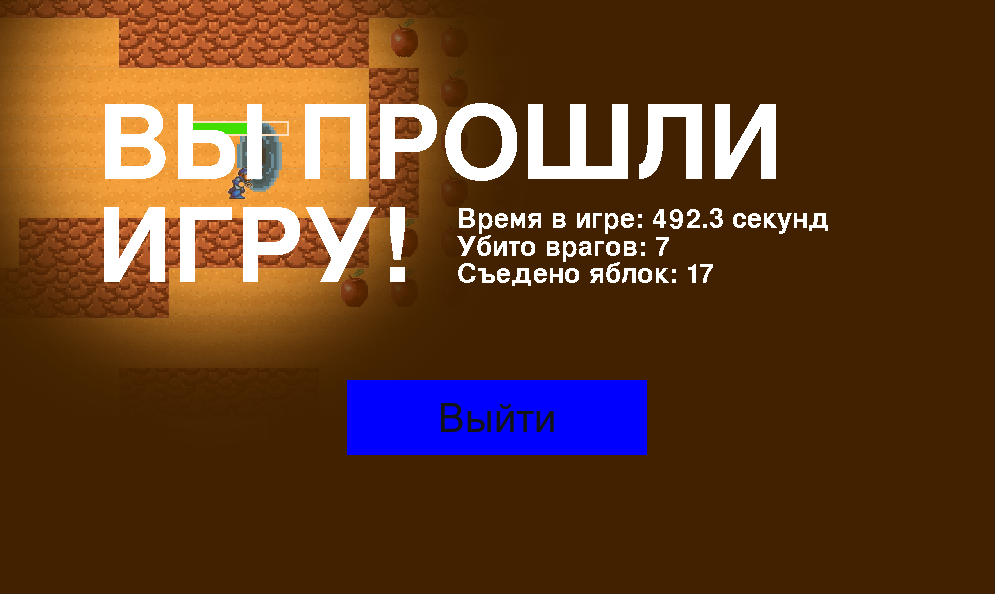 ВЫ ПРОШЛИ
ИГРУ!
Время в игре: 492.3 секунд
Убито врагов: 7
Съедено яблок: 17
Выйти